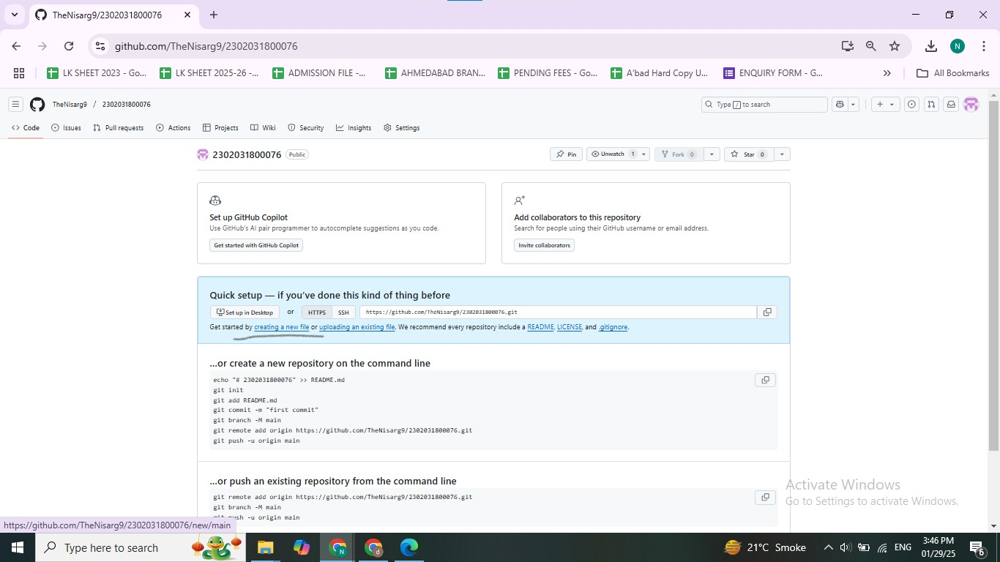 TheNisarg9/2302031800076
github.com/TheNisarg9/2302031800076
N
LK SHEET 2023 - Go...
LK SHEET 2025-26 -...
ADMISSION FILE -...
AHMEDABAD BRAN...
PENDING FEES - Go...
A'bad Hard Copy U...
ENQUIRY FORM - G...
All Bookmarks
TheNisarg9 / 2302031800076
Type / to search
Code
Issues
Pull requests
Actions
Projects
Wiki
Security
Insights
Settings
2302031800076 Public
Pin
Unwatch 1
Fork 0
Star 0
Set up GitHub Copilot
Use GitHub's AI pair programmer to autocomplete suggestions as you code.
Get started with GitHub Copilot
Add collaborators to this repository
Search for people using their GitHub username or email address.
Invite collaborators
Quick setup — if you've done this kind of thing before
Set up in Desktop or HTTPS SSH https://github.com/TheNisarg9/2302031800076.git
Get started by creating a new file or uploading an existing file. We recommend every repository include a README, LICENSE, and .gitignore.
...or create a new repository on the command line
echo "# 2302031800076" >> README.md
git init
git add README.md
git commit -m "first commit"
git branch -M main
git remote add origin https://github.com/TheNisarg9/2302031800076.git
git push -u origin main
...or push an existing repository from the command line
git remote add origin https://github.com/TheNisarg9/2302031800076.git
git branch -M main
git push -u origin main
Activate Windows
Go to Settings to activate Windows.
https://github.com/TheNisarg9/2302031800076/new/main
Type here to search
N
d
21°C Smoke
ENG
3:46 PM
01/29/25
6